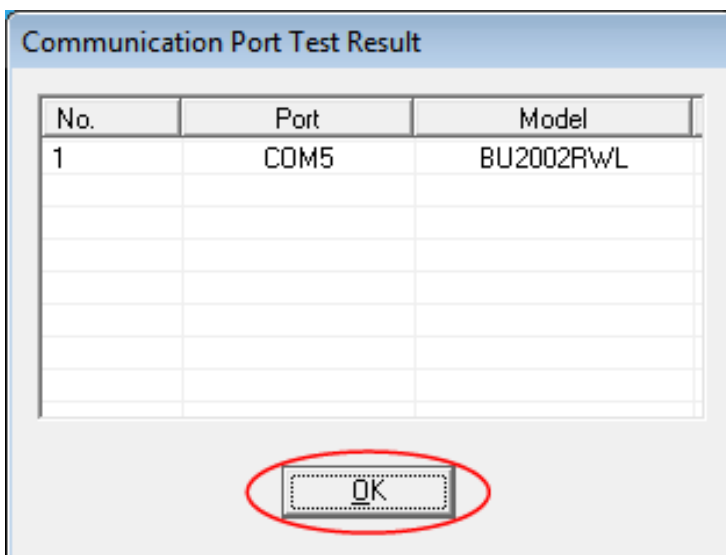 Communication Port Test Result
No. Port Model
1 COM5 BU2002RWL
OK